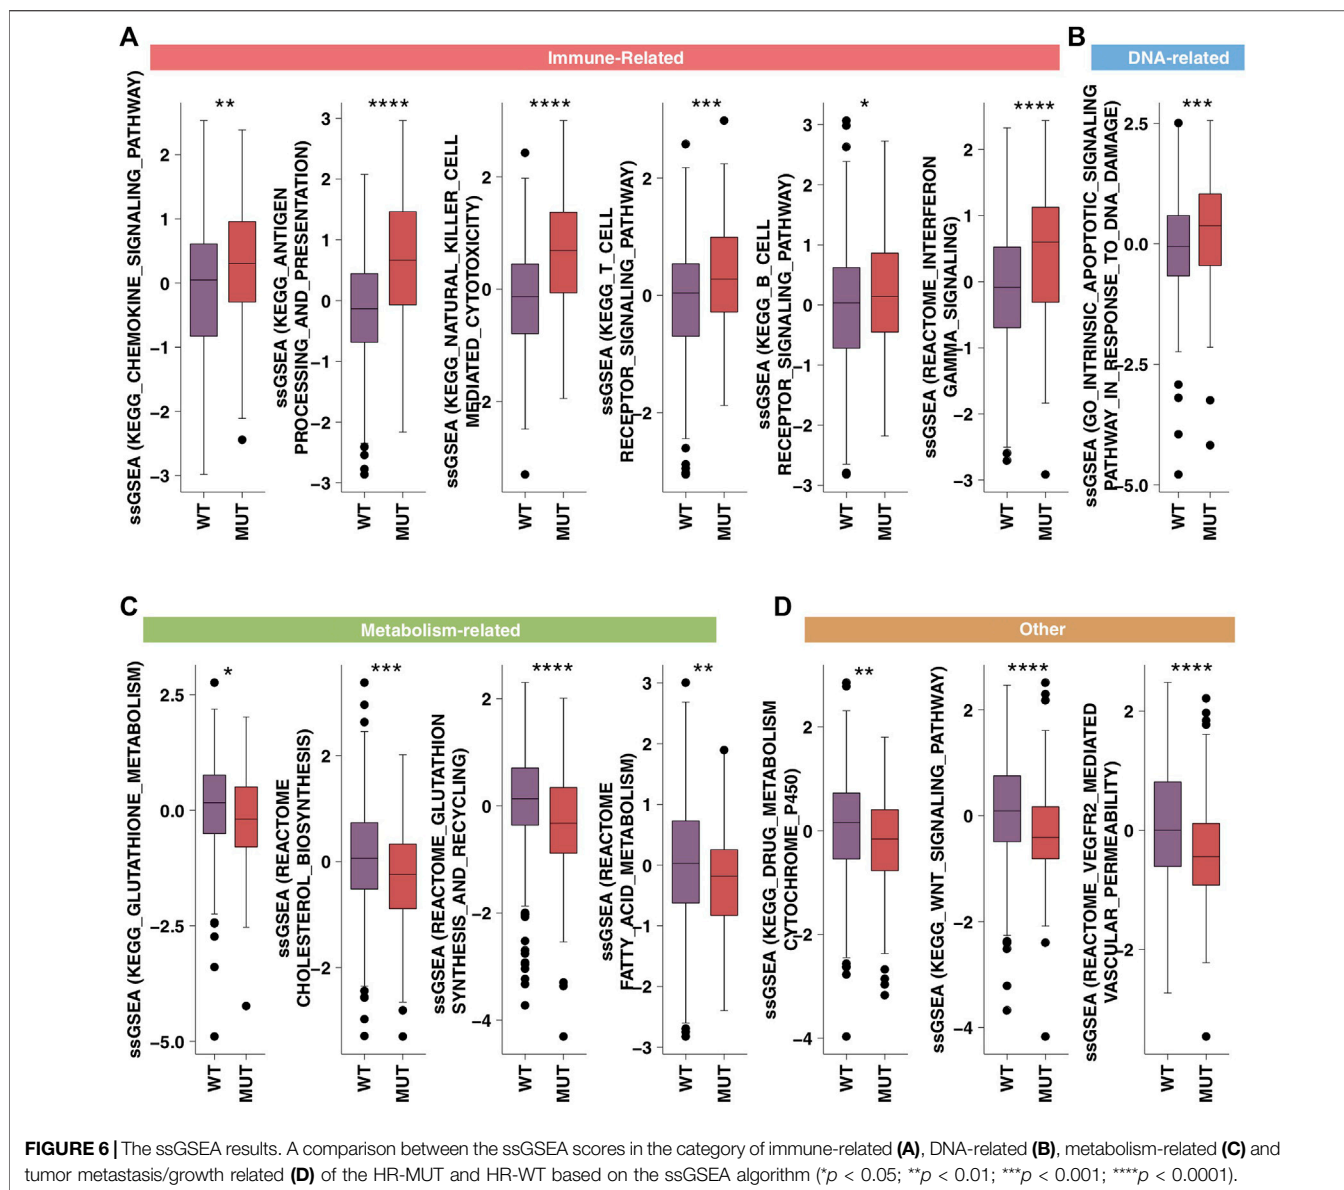 A
Immune-Related
B
DNA-related
ssGSEA (KEGG_CHEMOKINE_SIGNALING_PATHWAY)
**
2
1
0
−1
−2
−3
WT
MUT
ssGSEA (KEGG_ANTIGEN
PROCESSING_AND_PRESENTATION)
****
3
2
1
0
−1
−2
−3
WT
MUT
ssGSEA (KEGG_NATURAL_KILLER_CELL
MEDIATED_CYTOTOXICITY)
****
2
0
−2
WT
MUT
ssGSEA (KEGG_T_CELL
RECEPTOR_SIGNALING_PATHWAY)
***
2
0
−2
WT
MUT
ssGSEA (KEGG_B_CELL
RECEPTOR_SIGNALING_PATHWAY)
*
3
2
1
0
−1
−2
−3
WT
MUT
ssGSEA (REACTOME_INTERFERON
GAMMA_SIGNALING)
****
2
1
0
−1
−2
−3
WT
MUT
ssGSEA (GO_INTRINSIC_APOPTOTIC_SIGNALING
PATHWAY_IN_RESPONSE_TO_DNA_DAMAGE)
***
2.5
0.0
−2.5
−5.0
WT
MUT
C
Metabolism-related
D
Other
ssGSEA (KEGG_GLUTATHIONE_METABOLISM)
*
2.5
0.0
−2.5
−5.0
WT
MUT
ssGSEA (REACTOME
CHOLESTEROL_BIOSYNTHESIS)
***
2
0
−2
WT
MUT
ssGSEA (REACTOME_GLUTATHION
SYNTHESIS_AND_RECYCLING)
****
2
0
−2
−4
WT
MUT
ssGSEA (REACTOME
FATTY_ACID_METABOLISM)
**
3
2
1
0
−1
−2
−3
WT
MUT
ssGSEA (KEGG_DRUG_METABOLISM
CYTOCHROME_P450)
**
2
0
−2
−4
WT
MUT
ssGSEA (KEGG_WNT_SIGNALING_PATHWAY)
****
2
0
−2
−4
WT
MUT
ssGSEA (REACTOME_VEGFR2_MEDIATED
VASCULAR_PERMEABILITY)
****
2
0
−2
WT
MUT
FIGURE 6 | The ssGSEA results. A comparison between the ssGSEA scores in the category of immune-related (A), DNA-related (B), metabolism-related (C) and
tumor metastasis/growth related (D) of the HR-MUT and HR-WT based on the ssGSEA algorithm (*p < 0.05; **p < 0.01; ***p < 0.001; ****p < 0.0001).